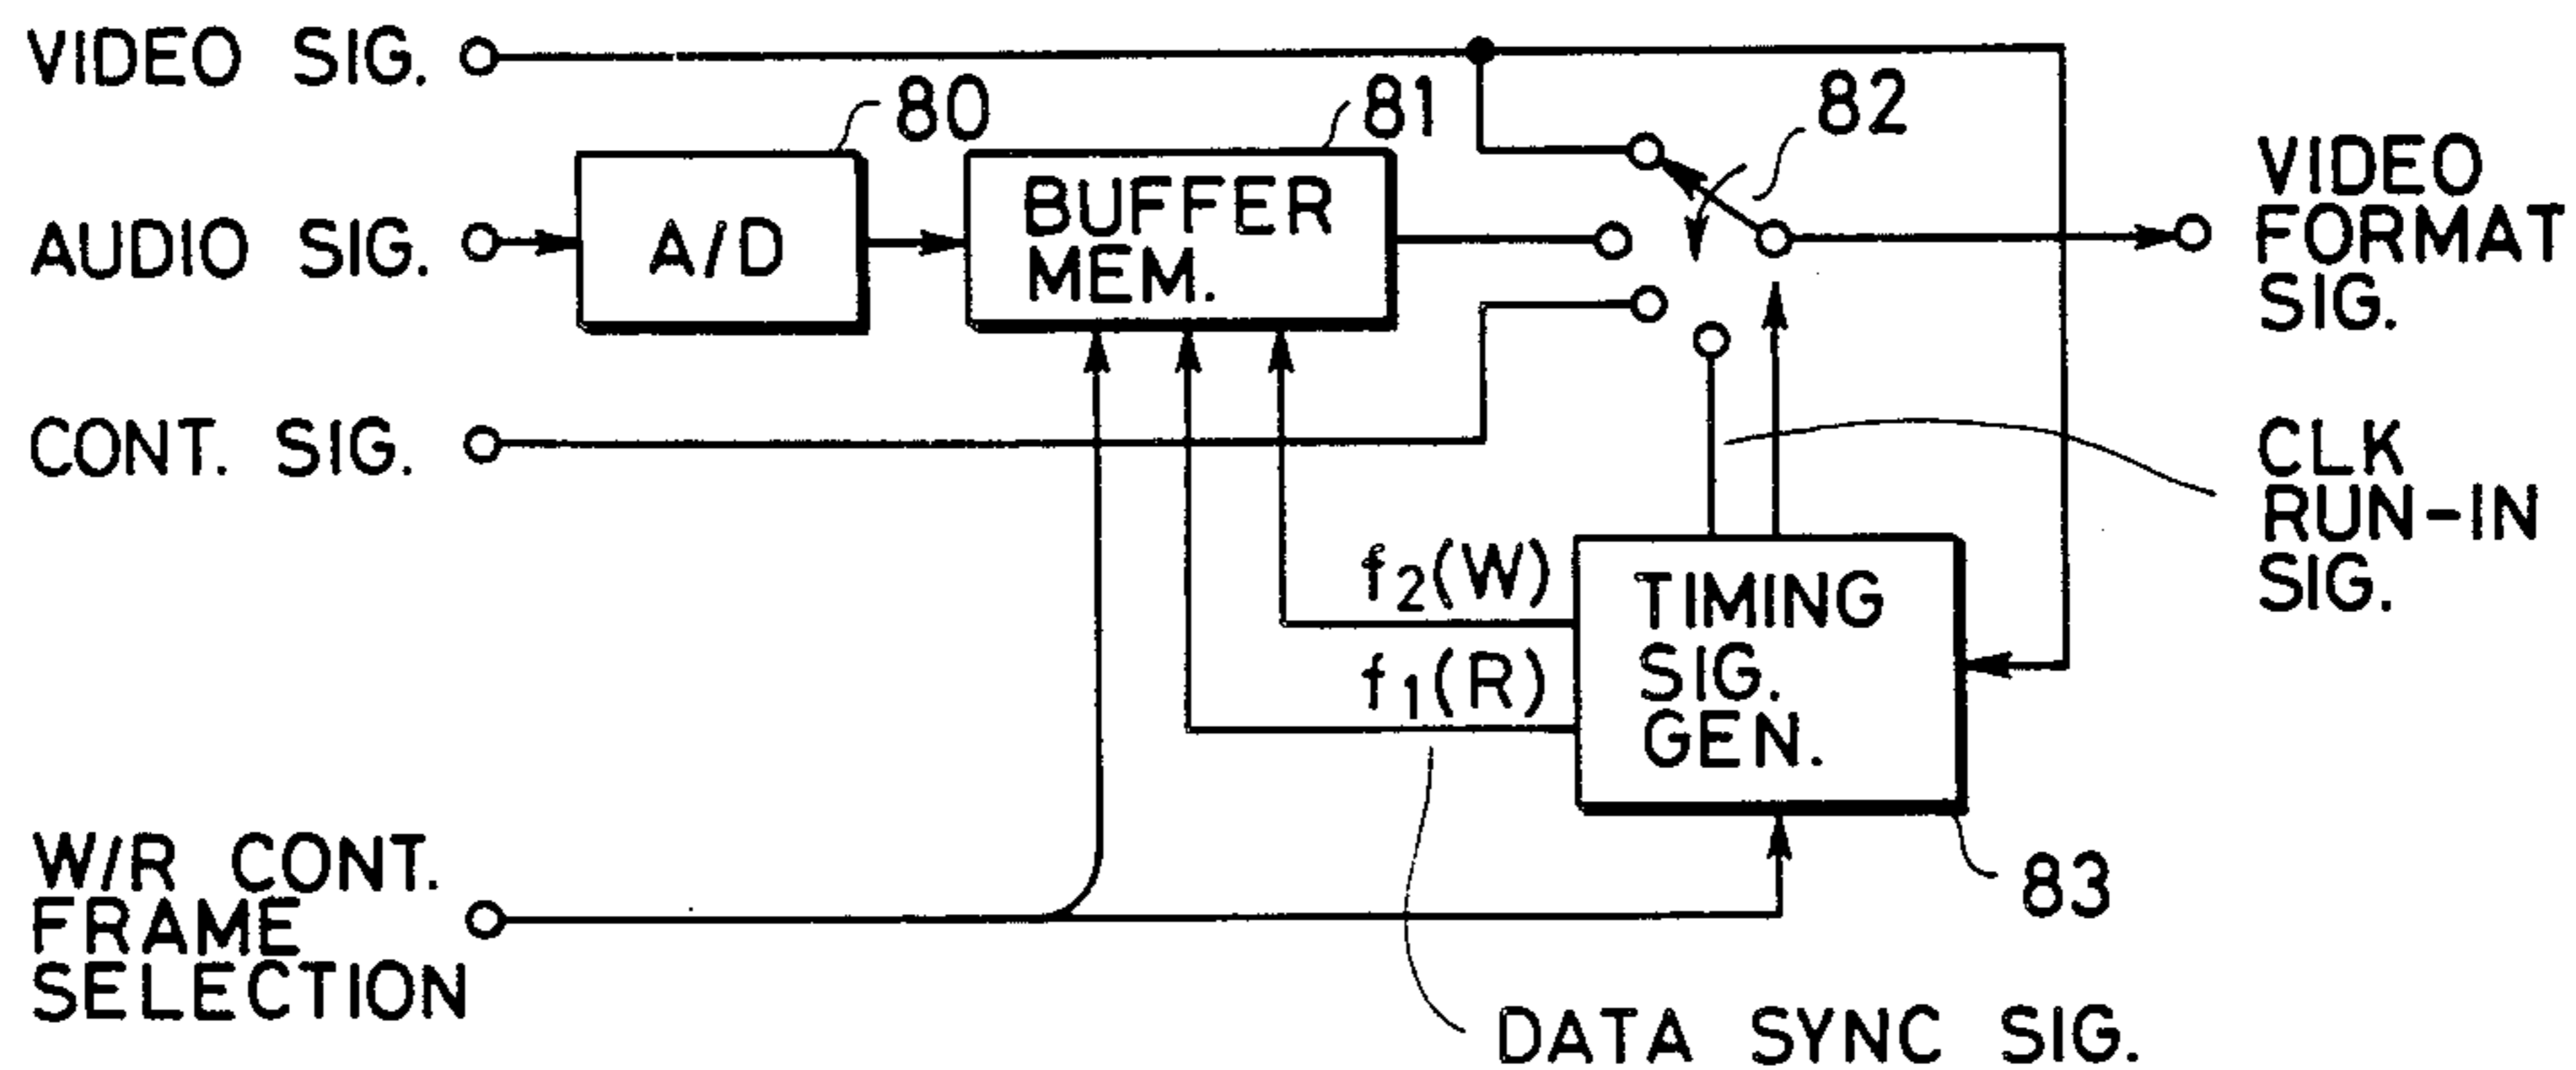 VIDEO SIG.
80
81
82
VIDEO
FORMAT
SIG.
AUDIO SIG.
A/D
BUFFER
MEM.
CONT. SIG.
CLK
RUN-IN
SIG.
f2(W)
f1(R)
TIMING
SIG.
GEN.
83
W/R CONT.
FRAME
SELECTION
DATA SYNC SIG.